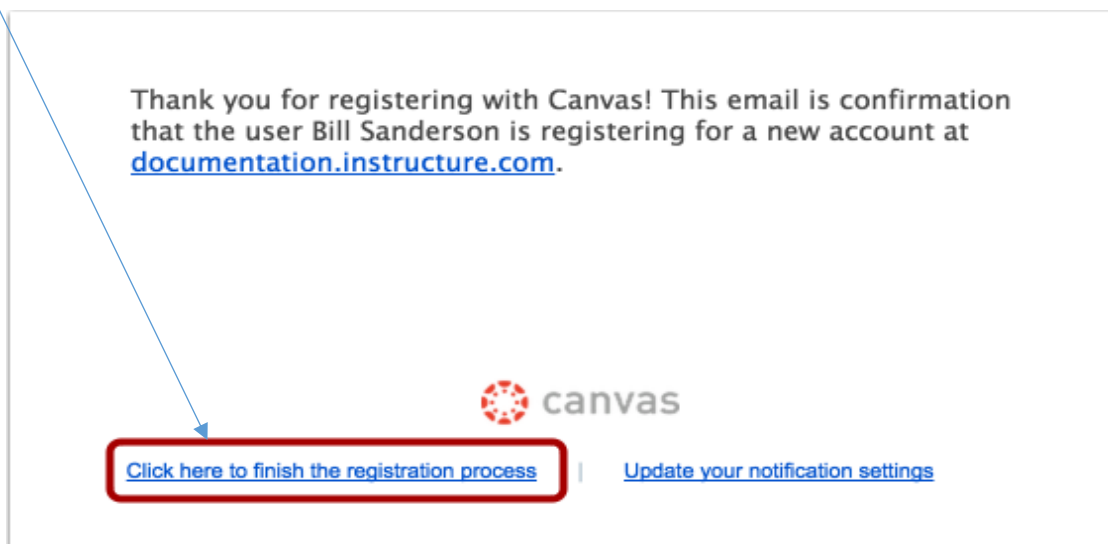 Thank you for registering with Canvas! This email is confirmation
that the user Bill Sanderson is registering for a new account at
documentation.instructure.com.
canvas
Click here to finish the registration process | Update your notification settings